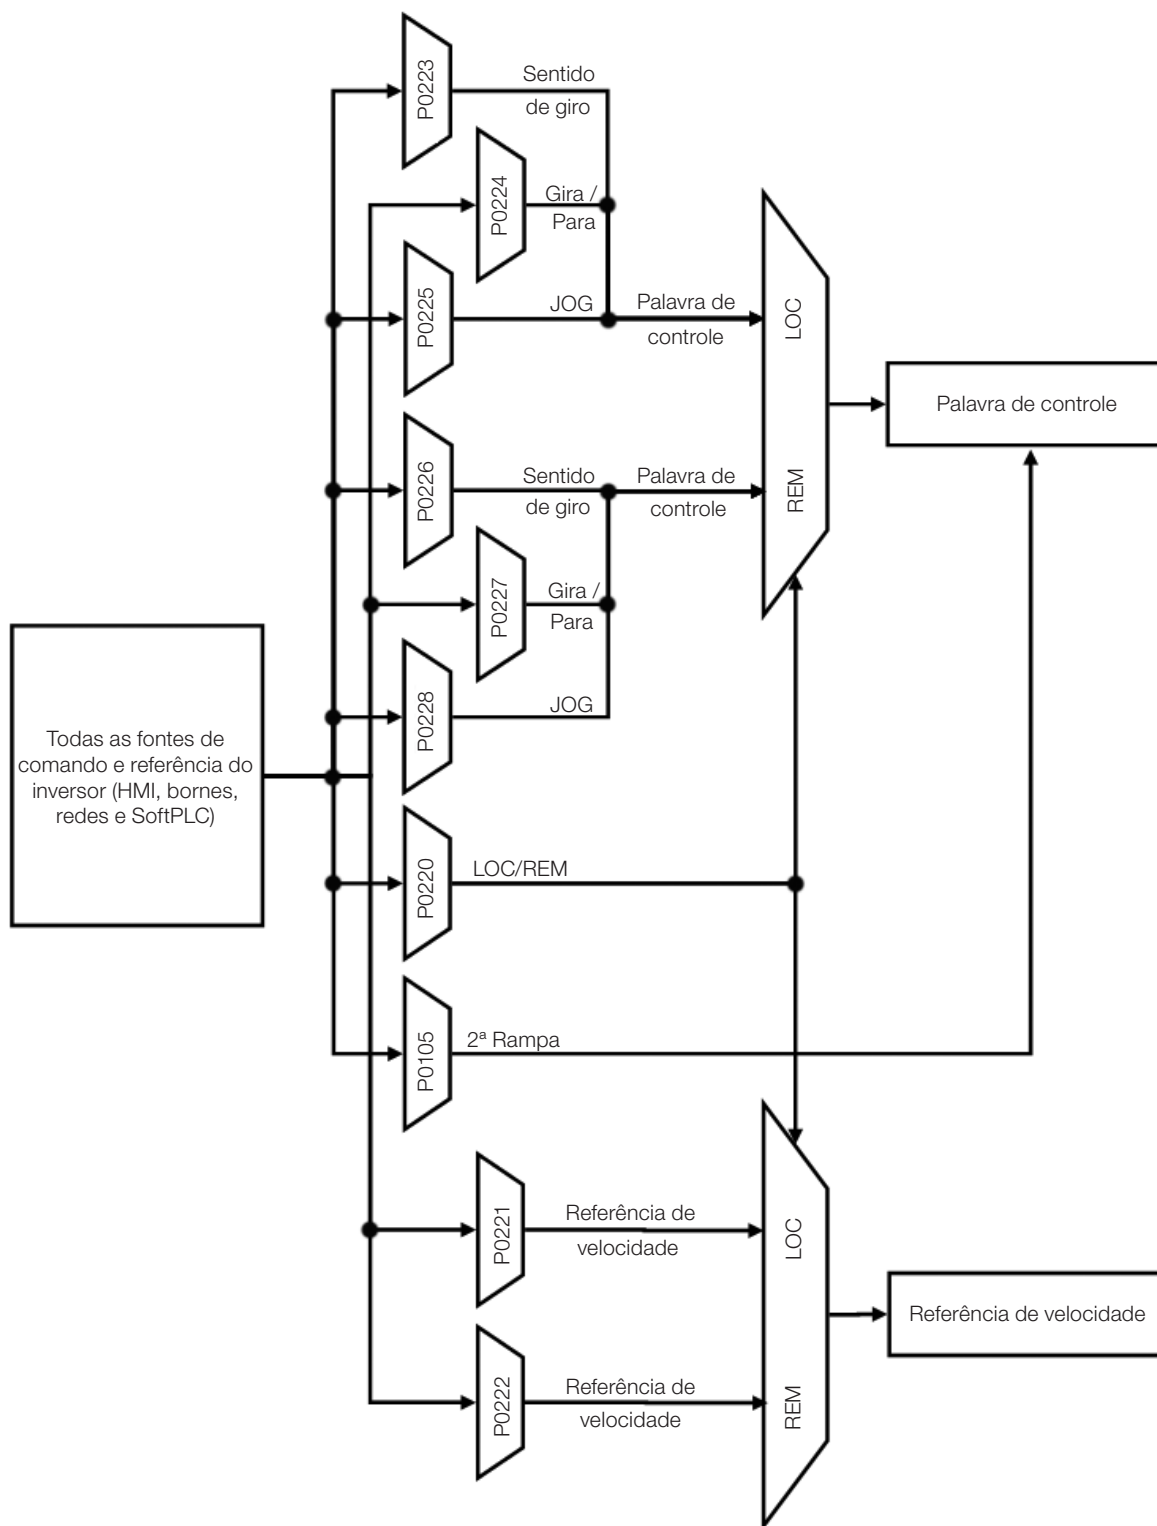 P0223
Sentido
de giro
P0224
Gira /
Para
P0225
JOG
Palavra de
controle
LOC
Palavra de controle
P0226
Sentido
de giro
Palavra de
controle
REM
P0227
Gira /
Para
P0228
JOG
Todas as fontes de
comando e referência do
inversor (HMI, bornes,
redes e SoftPLC)
P0220
LOC/REM
P0105
2ª Rampa
P0221
Referência de
velocidade
LOC
Referência de velocidade
P0222
Referência de
velocidade
REM